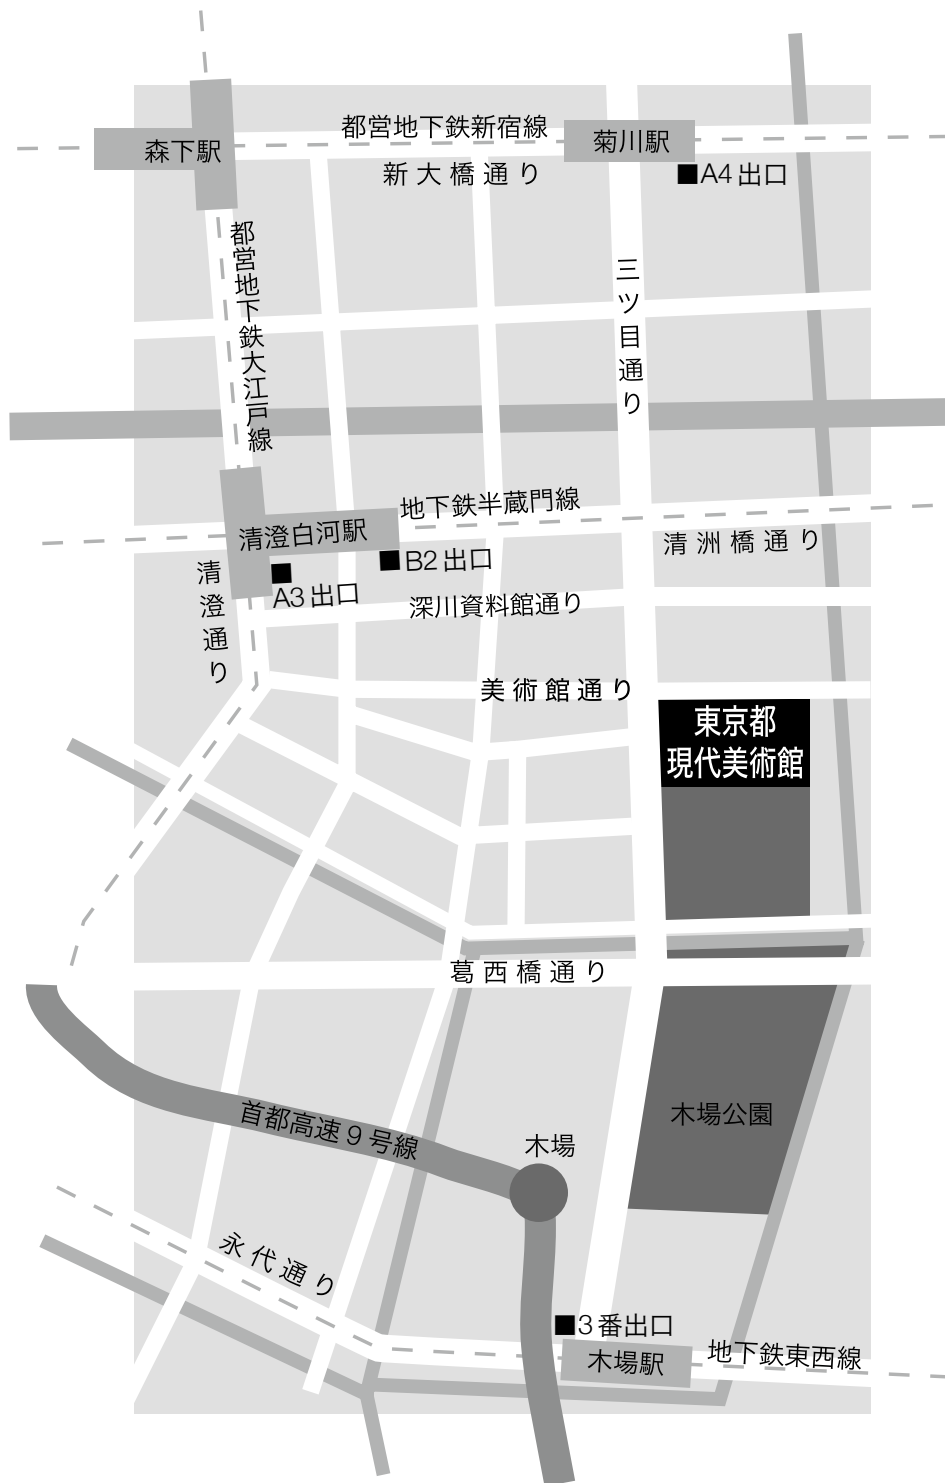 都営地下鉄新宿線
森下駅
菊川駅
新大橋通り
■A4出口
都営地下鉄大江戸線
三ツ目通り
地下鉄半蔵門線
清澄白河駅
清洲橋通り
■B2出口
■
A3出口
清澄通り
深川資料館通り
美術館通り
東京都
現代美術館
葛西橋通り
首都高速9号線
木場公園
木場
永代通り
■3番出口
木場駅
地下鉄東西線